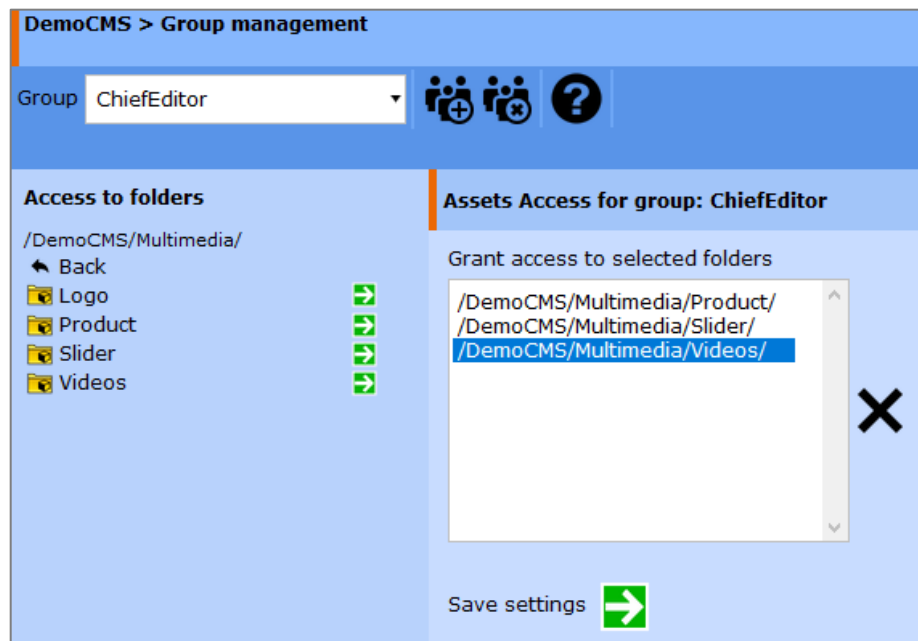 DemoCMS > Group management
Group ChiefEditor
Access to folders
/DemoCMS/Multimedia/
Back
Logo
Product
Slider
Videos
Assets Access for group: ChiefEditor
Grant access to selected folders
/DemoCMS/Multimedia/Product/
/DemoCMS/Multimedia/Slider/
/DemoCMS/Multimedia/Videos/
Save settings